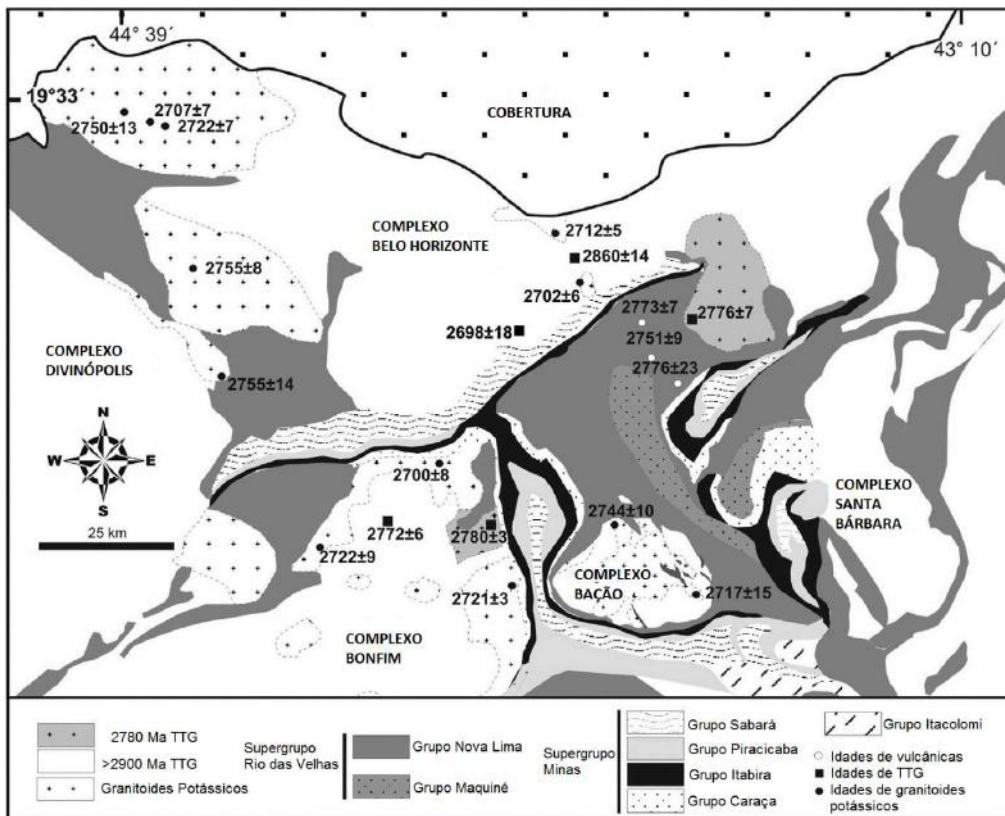 44° 39´
43° 10´
19°33´
COBERTURA
2707±7
2750±13
2722±7
COMPLEXO
BELO HORIZONTE
2712±5
2860±14
2755±8
2702±6
2773±7
2776±7
2698±18
2751±9
2776±23
COMPLEXO
DIVINÓPOLIS
2755±14
N
W
E
S
25 km
2700±8
COMPLEXO
SANTA
BÁRBARA
2772±6
2780±3
2744±10
2722±9
COMPLEXO
BAÇÃO
2721±3
2717±15
COMPLEXO
BONFIM
2780 Ma TTG
>2900 Ma TTG
Granitoides Potássicos
Supergrupo
Rio das Velhas
Grupo Nova Lima
Grupo Maquiné
Supergrupo
Minas
Grupo Sabará
Grupo Piracicaba
Grupo Itabira
Grupo Caraça
Grupo Itacolomi
Idades de vulcânicas
Idades de TTG
Idades de granitoides
potássicos